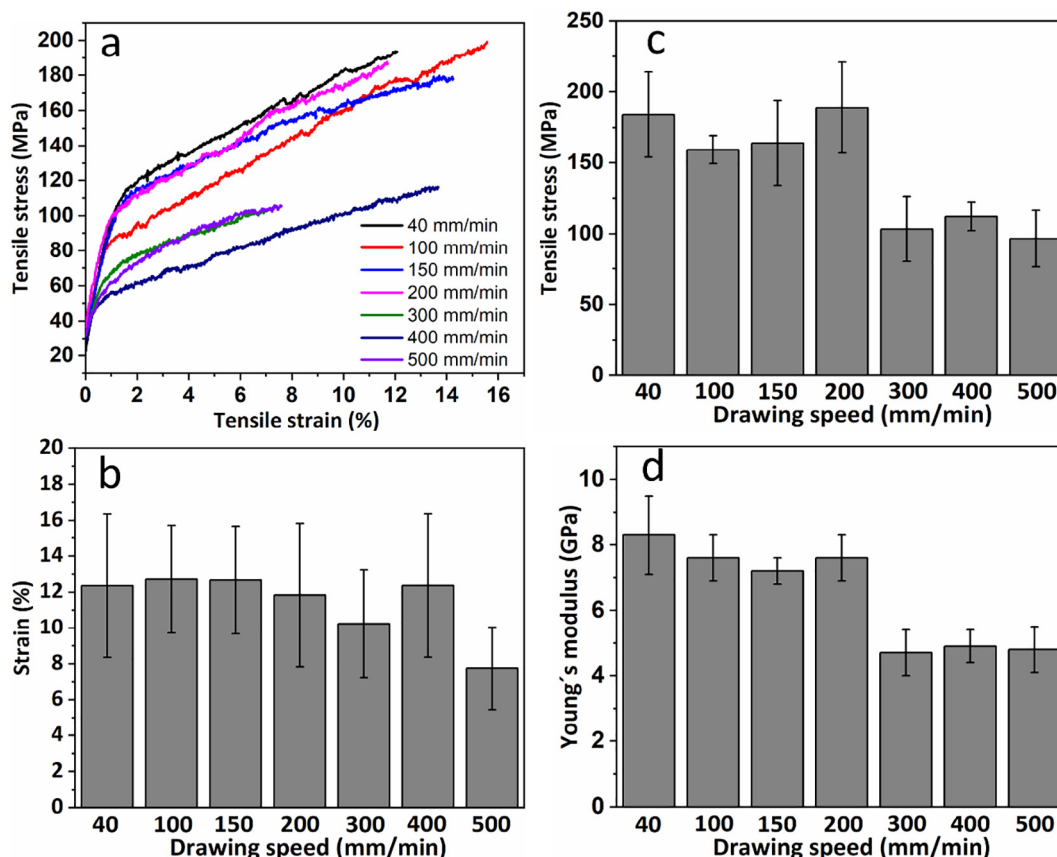 a
Tensile stress (MPa)
200
180
160
140
120
100
80
60
40
20
0 2 4 6 8 10 12 14 16
Tensile strain (%)
40 mm/min
100 mm/min
150 mm/min
200 mm/min
300 mm/min
400 mm/min
500 mm/min
c
Tensile stress (MPa)
250
200
150
100
50
0
40 100 150 200 300 400 500
Drawing speed (mm/min)
b
Strain (%)
20
18
16
14
12
10
8
6
4
2
0
40 100 150 200 300 400 500
Drawing speed (mm/min)
d
Young´s modulus (GPa)
10
8
6
4
2
0
40 100 150 200 300 400 500
Drawing speed (mm/min)